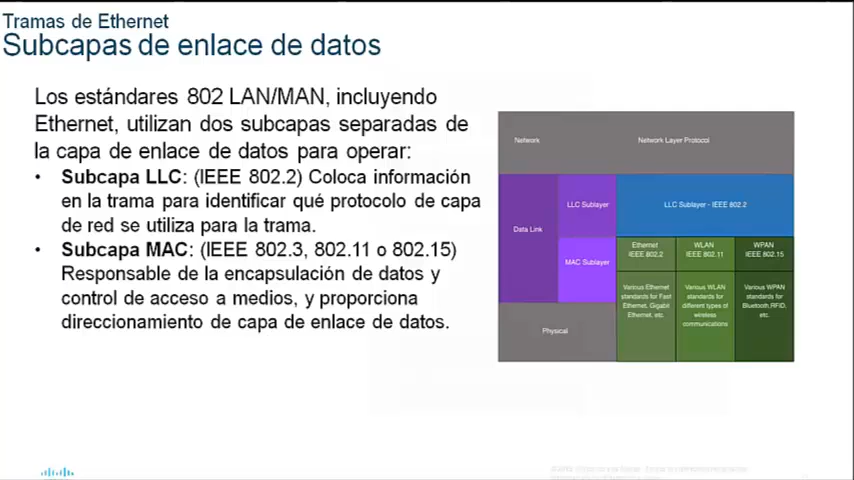 Tramas de Ethernet
Subcapas de enlace de datos
Los estándares 802 LAN/MAN, incluyendo
Ethernet, utilizan dos subcapas separadas de
la capa de enlace de datos para operar:
• Subcapa LLC: (IEEE 802.2) Coloca información
en la trama para identificar qué protocolo de capa
de red se utiliza para la trama.
• Subcapa MAC: (IEEE 802.3, 802.11 o 802.15)
Responsable de la encapsulación de datos y
control de acceso a medios, y proporciona
direccionamiento de capa de enlace de datos.
Network
Network Layer Protocol
Data Link
LLC Sublayer
LLC Sublayer - IEEE 802.2
MAC Sublayer
Ethernet
IEEE 802.2
WLAN
IEEE 802.11
WPAN
IEEE 802.15
Various Ethernet
standards for Fast
Ethernet, Gigabit
Ethernet, etc.
Various WLAN
standards for
different types of
wireless
communications
Various WPAN
standards for
Bluetooth,RFID,
etc.
Physical